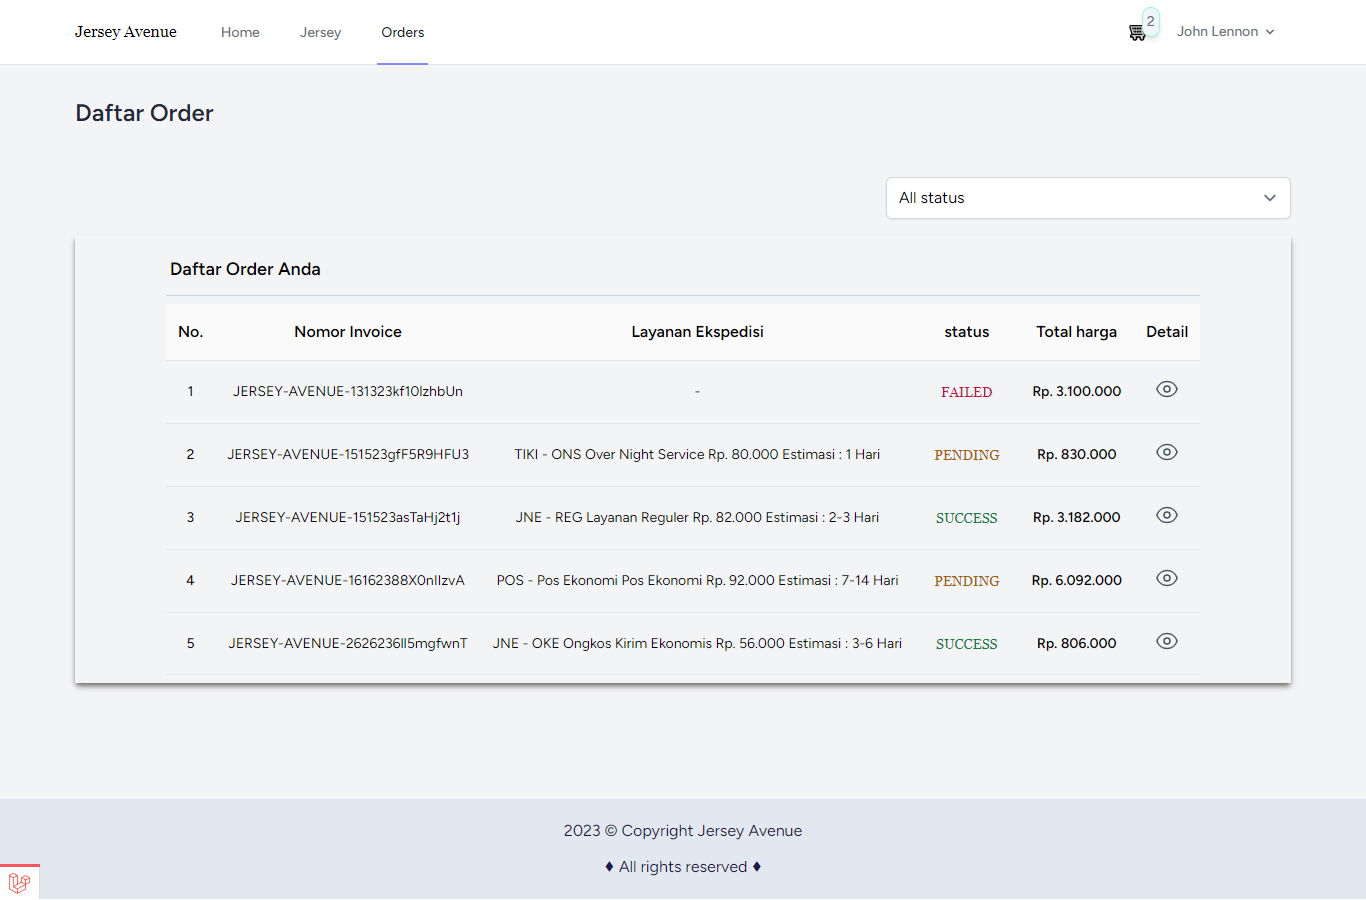 Jersey Avenue Home Jersey Orders 2 John Lennon
Daftar Order
All status
Daftar Order Anda
No. Nomor Invoice Layanan Ekspedisi status Total harga Detail
1 JERSEY-AVENUE-131323kf10lzhbUn - FAILED Rp. 3.100.000
2 JERSEY-AVENUE-151523gfF5R9HFU3 TIKI - ONS Over Night Service Rp. 80.000 Estimasi : 1 Hari PENDING Rp. 830.000
3 JERSEY-AVENUE-151523asTaHj2t1j JNE - REG Layanan Reguler Rp. 82.000 Estimasi : 2-3 Hari SUCCESS Rp. 3.182.000
4 JERSEY-AVENUE-16162388X0nIIzvA POS - Pos Ekonomi Pos Ekonomi Rp. 92.000 Estimasi : 7-14 Hari PENDING Rp. 6.092.000
5 JERSEY-AVENUE-2626236II5mgfwnT JNE - OKE Ongkos Kirim Ekonomis Rp. 56.000 Estimasi : 3-6 Hari SUCCESS Rp. 806.000
2023 © Copyright Jersey Avenue
♦ All rights reserved ♦